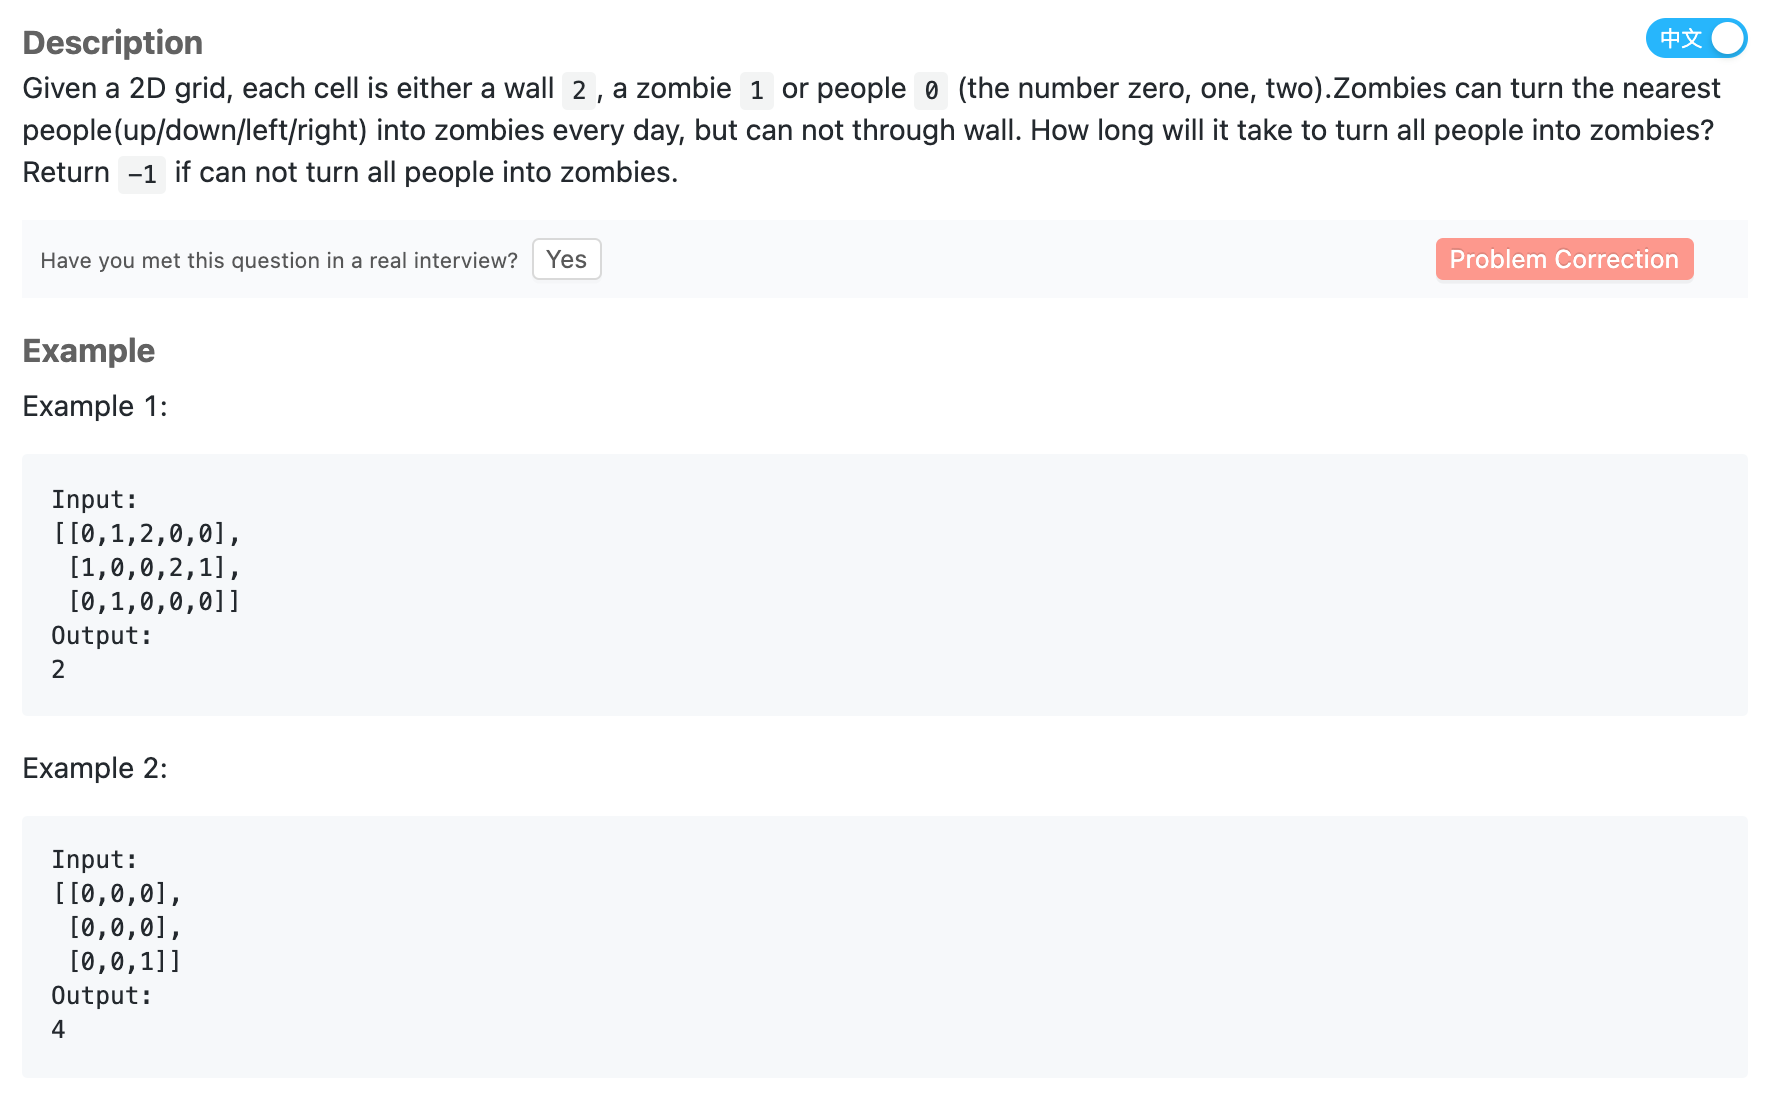 Description
中文
Given a 2D grid, each cell is either a wall 2 , a zombie 1 or people 0 (the number zero, one, two).Zombies can turn the nearest
people(up/down/left/right) into zombies every day, but can not through wall. How long will it take to turn all people into zombies?
Return -1 if can not turn all people into zombies.
Have you met this question in a real interview? Yes
Problem Correction
Example
Example 1:
Input:
[[0,1,2,0,0],
 [1,0,0,2,1],
 [0,1,0,0,0]]
Output:
2
Example 2:
Input:
[[0,0,0],
 [0,0,0],
 [0,0,1]]
Output:
4